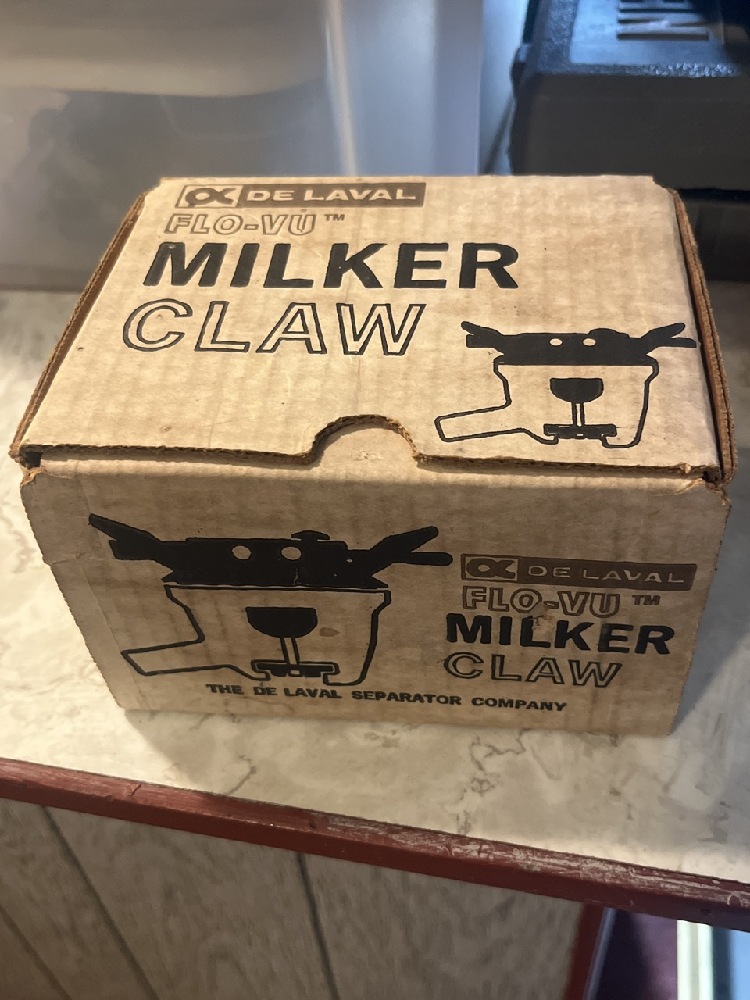 DE LAVAL
FLO-VU™
MILKER
CLAW
DE LAVAL
FLO-VU™
MILKER
CLAW
THE DE LAVAL SEPARATOR COMPANY